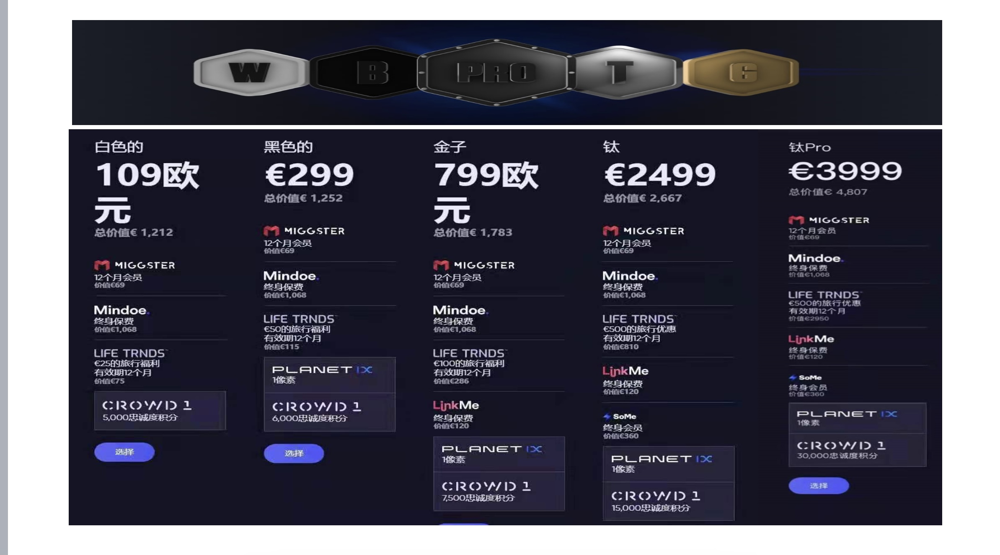 W
B
PRO
T
G
白色的
109欧
元
总价值€ 1,212
MIGGSTER
12个月会员
价值€69
Mindoe.
终身保费
价值€1,068
LIFE TRNDS
€25的旅行福利
有效期12个月
价值€75
CROWD 1
5,000忠诚度积分
选择
黑色的
€299
总价值€ 1,252
MIGGSTER
12个月会员
价值€69
Mindoe.
终身保费
价值€1,068
LIFE TRNDS
€50的旅行福利
有效期12个月
价值€115
PLANET IX
1像素
CROWD 1
6,000忠诚度积分
选择
金子
799欧
元
总价值€ 1,783
MIGGSTER
12个月会员
价值€69
Mindoe.
终身保费
价值€1,068
LIFE TRNDS
€100的旅行福利
有效期12个月
价值€286
LinkMe
终身保费
价值€120
PLANET IX
1像素
CROWD 1
7,500忠诚度积分
钛
€2499
总价值€ 2,667
MIGGSTER
12个月会员
价值€69
Mindoe.
终身保费
价值€1,068
LIFE TRNDS
€500的旅行优惠
有效期12个月
价值€810
LinkMe
终身保费
价值€120
SoMe
终身会员
价值€360
PLANET IX
1像素
CROWD 1
15,000忠诚度积分
钛Pro
€3999
总价值€ 4,807
MIGGSTER
12个月会员
价值€69
Mindoe.
终身保费
价值€1,068
LIFE TRNDS
€500的旅行优惠
有效期12个月
价值€2950
LinkMe
终身保费
价值€120
SoMe
终身会员
价值€360
PLANET IX
1像素
CROWD 1
30,000忠诚度积分
选择